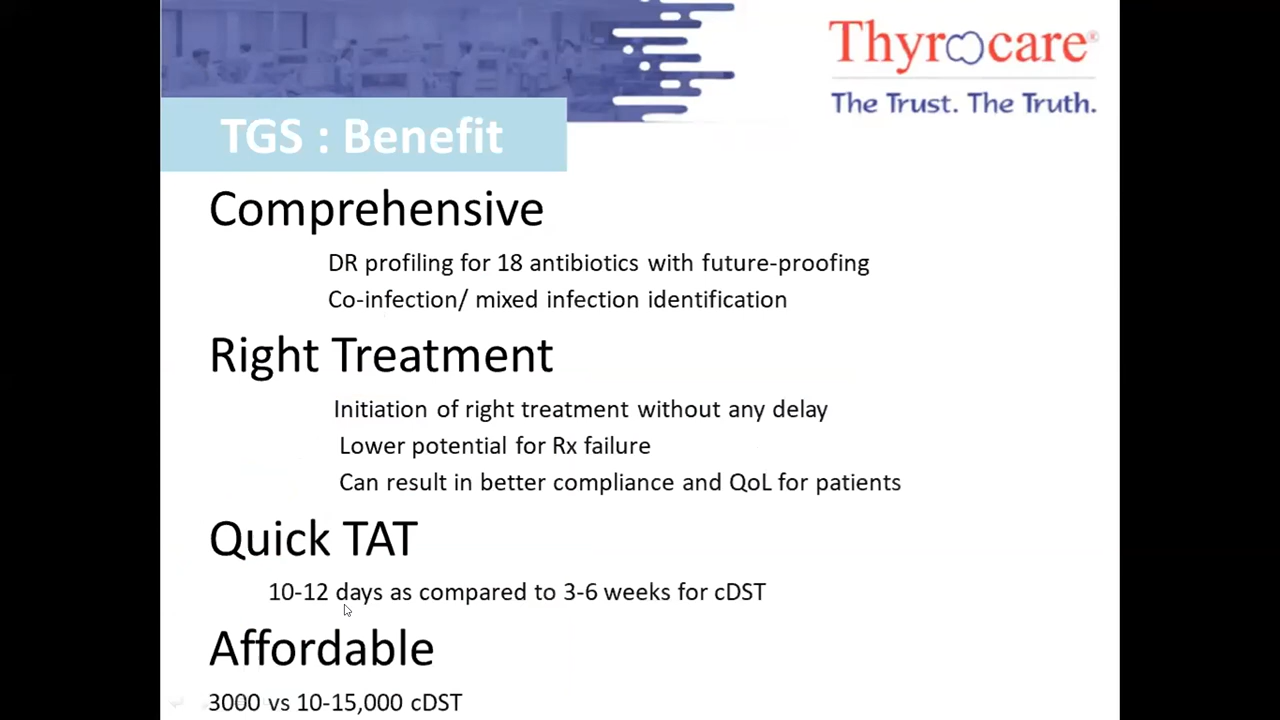 Thyrocare®
The Trust. The Truth.
TGS : Benefit
Comprehensive
DR profiling for 18 antibiotics with future-proofing
Co-infection/ mixed infection identification
Right Treatment
Initiation of right treatment without any delay
Lower potential for Rx failure
Can result in better compliance and QoL for patients
Quick TAT
10-12 days as compared to 3-6 weeks for cDST
Affordable
3000 vs 10-15,000 cDST